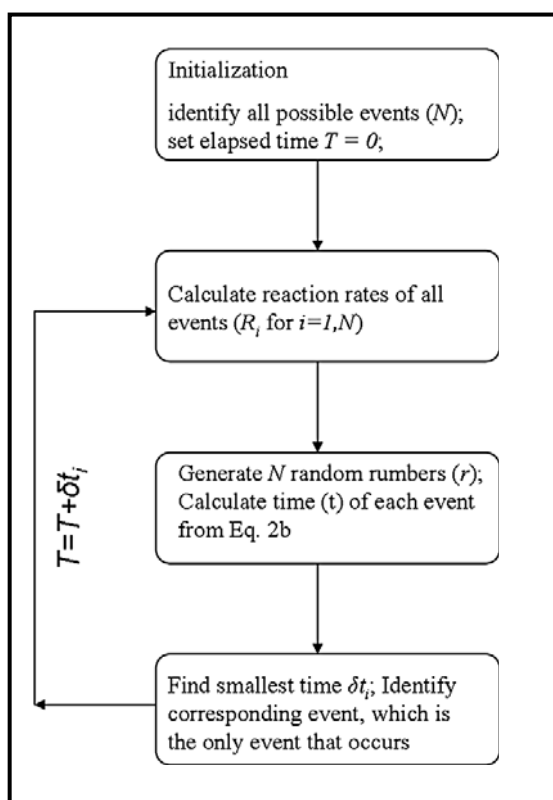 Initialization
identify all possible events (N);
set elapsed time T = 0;
Calculate reaction rates of all
events (Ri for i=1,N)
Generate N random rumbers (r);
Calculate time (t) of each event
from Eq. 2b
Find smallest time δti; Identify
corresponding event, which is
the only event that occurs
T=T+δti